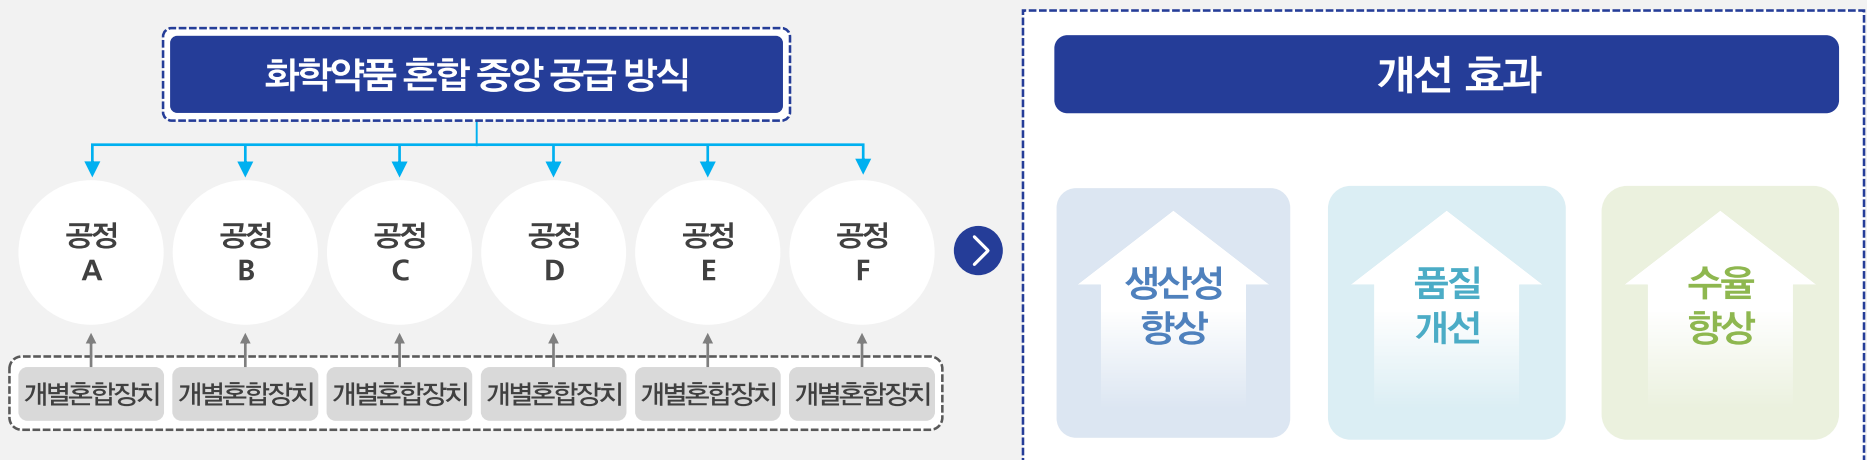 화학약품 혼합 중앙 공급 방식
공정
A
공정
B
공정
C
공정
D
공정
E
공정
F
개별혼합장치
개별혼합장치
개별혼합장치
개별혼합장치
개별혼합장치
개별혼합장치
개선 효과
생산성
향상
품질
개선
수율
향상